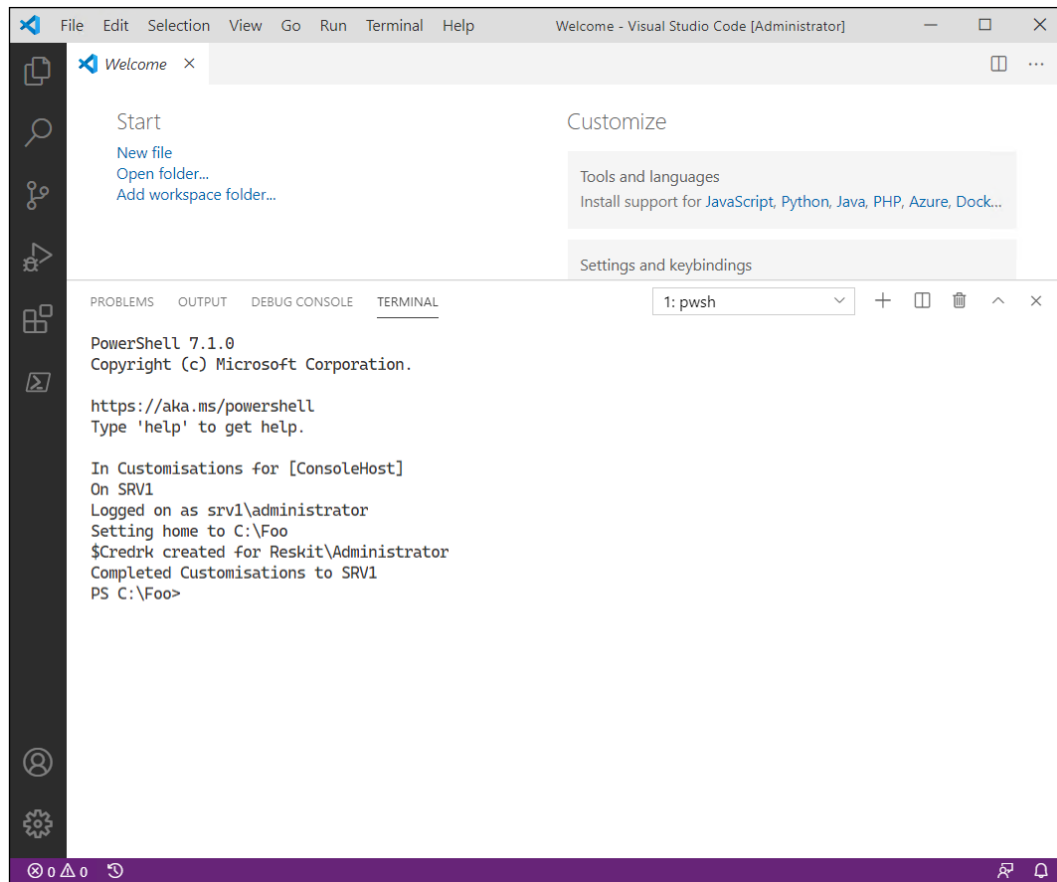 File Edit Selection View Go Run Terminal Help Welcome - Visual Studio Code [Administrator]
Welcome
Start
New file
Open folder...
Add workspace folder...
Customize
Tools and languages
Install support for JavaScript, Python, Java, PHP, Azure, Dock...
Settings and keybindings
PROBLEMS OUTPUT DEBUG CONSOLE TERMINAL 1: pwsh
PowerShell 7.1.0
Copyright (c) Microsoft Corporation.
https://aka.ms/powershell
Type 'help' to get help.
In Customisations for [ConsoleHost]
On SRV1
Logged on as srv1\administrator
Setting home to C:\Foo
$Credrk created for Reskit\Administrator
Completed Customisations to SRV1
PS C:\Foo>
0 0